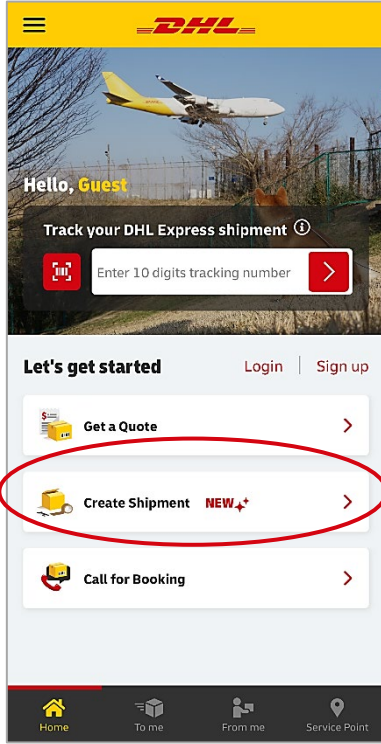 DHL
Hello, Guest
Track your DHL Express shipment
Enter 10 digits tracking number
Let's get started Login Sign up
$
Get a Quote
Create Shipment NEW
Call for Booking
Home To me From me Service Point